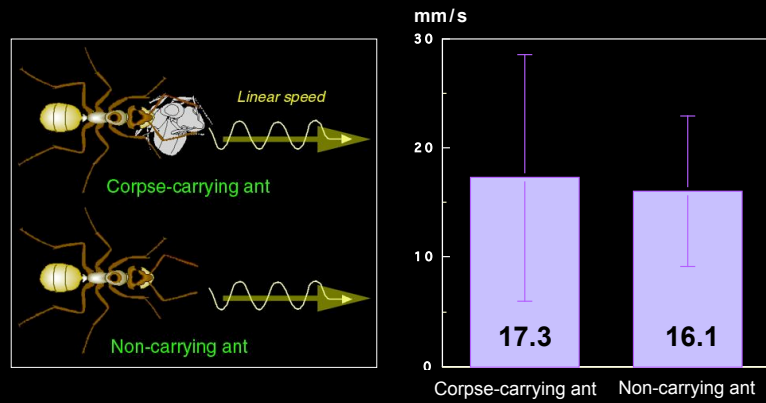 Linear speed
Corpse-carrying ant
Non-carrying ant
mm/s
30
20
10
0
17.3
16.1
Corpse-carrying ant
Non-carrying ant